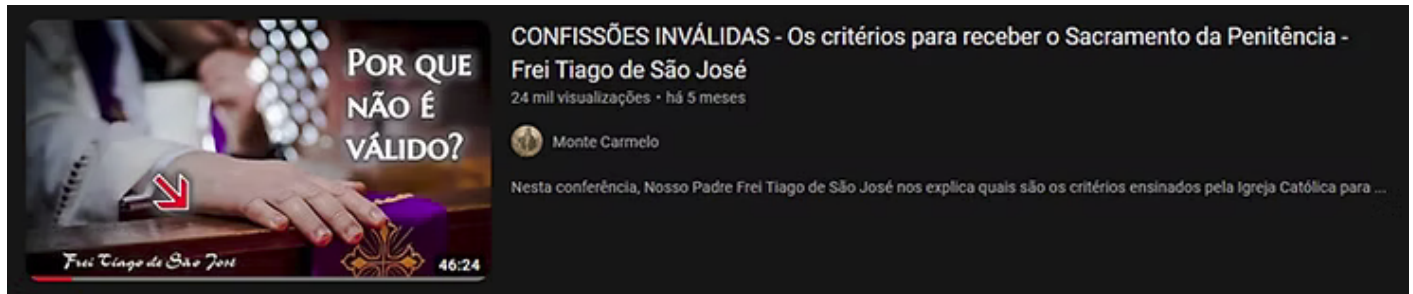 POR QUE
NÃO É
VÁLIDO?
Frei Tiago de São José
46:24
CONFISSÕES INVÁLIDAS - Os critérios para receber o Sacramento da Penitência -
Frei Tiago de São José
24 mil visualizações • há 5 meses
Monte Carmelo
Nesta conferência, Nosso Padre Frei Tiago de São José nos explica quais são os critérios ensinados pela Igreja Católica para ...